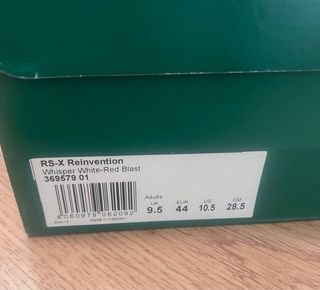 RS-X Reinvention
Whisper White-Red Blast
369579 01
Adults
UK EUR US CM
9.5 44 10.5 28.5
4 060979 062092
Made in Vietnam